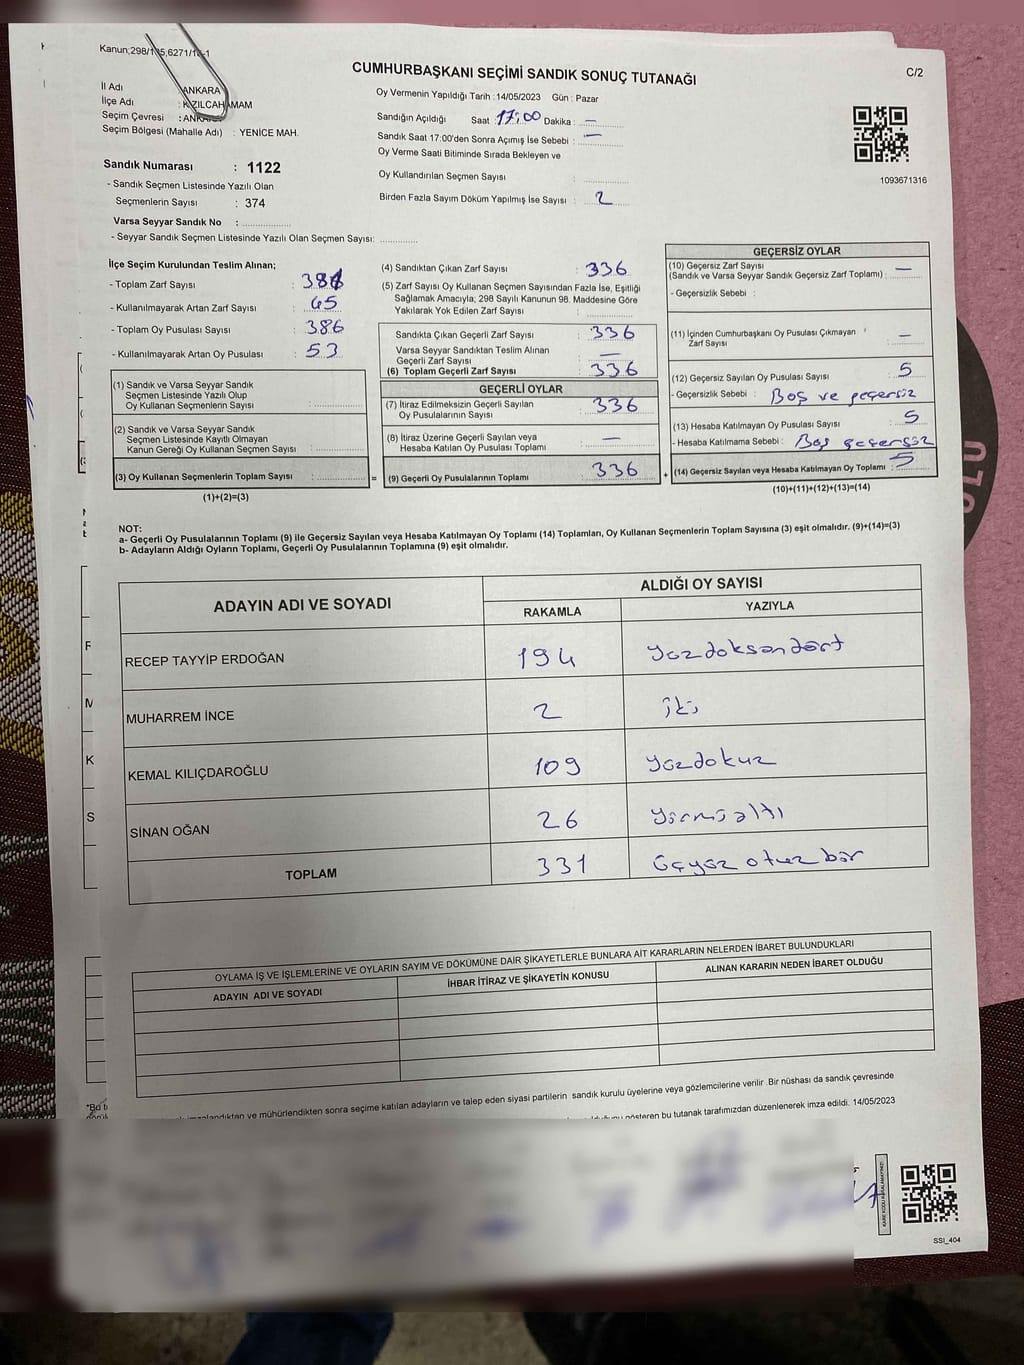 Kanun;298/105,6271/18-1
C/2
CUMHURBAŞKANI SEÇİMİ SANDIK SONUÇ TUTANAĞI
İl Adı : ANKARA
İlçe Adı : KIZILCAHAMAM
Seçim Çevresi : ANKARA
Seçim Bölgesi (Mahalle Adı) : YENİCE MAH.
Sandık Numarası : 1122
- Sandık Seçmen Listesinde Yazılı Olan
Seçmenlerin Sayısı : 374
Varsa Seyyar Sandık No :
- Seyyar Sandık Seçmen Listesinde Yazılı Olan Seçmen Sayısı:
Oy Vermenin Yapıldığı Tarih :14/05/2023 Gün : Pazar
Sandığın Açıldığı Saat : 17:00 Dakika : —
Sandık Saat 17:00'den Sonra Açımış İse Sebebi : —
Oy Verme Saati Bitiminde Sırada Bekleyen ve
Oy Kullandırılan Seçmen Sayısı :
Birden Fazla Sayım Döküm Yapılmış İse Sayısı : 2
1093671316
İlçe Seçim Kurulundan Teslim Alınan;
- Toplam Zarf Sayısı :
- Kullanılmayarak Artan Zarf Sayısı : 65
- Toplam Oy Pusulası Sayısı : 386
- Kullanılmayarak Artan Oy Pusulası : 53
(1) Sandık ve Varsa Seyyar Sandık
Seçmen Listesinde Yazılı Olup
Oy Kullanan Seçmenlerin Sayısı :
(2) Sandık ve Varsa Seyyar Sandık
Seçmen Listesinde Kayıtlı Olmayan
Kanun Gereği Oy Kullanan Seçmen Sayısı :
(3) Oy Kullanan Seçmenlerin Toplam Sayısı :
(1)+(2)=(3)
(4) Sandıktan Çıkan Zarf Sayısı : 336
(5) Zarf Sayısı Oy Kullanan Seçmen Sayısından Fazla İse, Eşitliği
Sağlamak Amacıyla; 298 Sayılı Kanunun 98. Maddesine Göre
Yakılarak Yok Edilen Zarf Sayısı :
Sandıkta Çıkan Geçerli Zarf Sayısı : 336
Varsa Seyyar Sandıktan Teslim Alınan
Geçerli Zarf Sayısı : —
(6) Toplam Geçerli Zarf Sayısı : 336
GEÇERLİ OYLAR
(7) İtiraz Edilmeksizin Geçerli Sayılan
Oy Pusulalarının Sayısı : 336
(8) İtiraz Üzerine Geçerli Sayılan veya
Hesaba Katılan Oy Pusulası Toplamı : —
= (9) Geçerli Oy Pusulalarının Toplamı : 336
GEÇERSİZ OYLAR
(10) Geçersiz Zarf Sayısı
(Sandık ve Varsa Seyyar Sandık Geçersiz Zarf Toplamı) : —
- Geçersizlik Sebebi :
(11) İçinden Cumhurbaşkanı Oy Pusulası Çıkmayan
Zarf Sayısı : —
(12) Geçersiz Sayılan Oy Pusulası Sayısı : 5
- Geçersizlik Sebebi : Boş ve geçersiz
(13) Hesaba Katılmayan Oy Pusulası Sayısı : 5
- Hesaba Katılmama Sebebi : Boş geçersiz
+ (14) Geçersiz Sayılan veya Hesaba Katılmayan Oy Toplamı : 5
(10)+(11)+(12)+(13)=(14)
NOT:
a- Geçerli Oy Pusulalarının Toplamı (9) ile Geçersiz Sayılan veya Hesaba Katılmayan Oy Toplamı (14) Toplamları, Oy Kullanan Seçmenlerin Toplam Sayısına (3) eşit olmalıdır. (9)+(14)=(3)
b- Adayların Aldığı Oyların Toplamı, Geçerli Oy Pusulalarının Toplamına (9) eşit olmalıdır.
ADAYIN ADI VE SOYADI
ALDIĞI OY SAYISI
RAKAMLA YAZIYLA
RECEP TAYYİP ERDOĞAN 194 yüzdoksandört
MUHARREM İNCE 2 iki
KEMAL KILIÇDAROĞLU 109 yüzdokuz
SİNAN OĞAN 26 yirmialtı
TOPLAM 331 üçyüz otuz bir
OYLAMA İŞ VE İŞLEMLERİNE VE OYLARIN SAYIM VE DÖKÜMÜNE DAİR ŞİKAYETLERLE BUNLARA AİT KARARLARIN NELERDEN İBARET BULUNDUKLARI
ADAYIN ADI VE SOYADI İHBAR İTİRAZ VE ŞİKAYETİN KONUSU ALINAN KARARIN NEDEN İBARET OLDUĞU
ve mühürlendikten sonra seçime katılan adayların ve talep eden siyasi partilerin sandık kurulu üyelerine veya gözlemcilerine verilir .Bir nüshası da sandık çevresinde
gösteren bu tutanak tarafımızdan düzenlenerek imza edildi. 14/05/2023
SSI_404